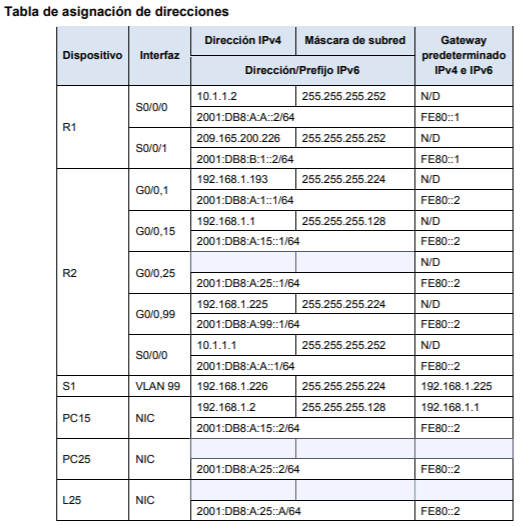 Tabla de asignación de direcciones
Dispositivo Interfaz Dirección IPv4 Máscara de subred Gateway predeterminado IPv4 e IPv6
Dirección/Prefijo IPv6
R1 S0/0/0 10.1.1.2 255.255.255.252 N/D
2001:DB8:A:A::2/64 FE80::1
S0/0/1 209.165.200.226 255.255.255.252 N/D
2001:DB8:B:1::2/64 FE80::1
R2 G0/0,1 192.168.1.193 255.255.255.224 N/D
2001:DB8:A:1::1/64 FE80::2
G0/0,15 192.168.1.1 255.255.255.128 N/D
2001:DB8:A:15::1/64 FE80::2
G0/0,25 N/D
2001:DB8:A:25::1/64 FE80::2
G0/0,99 192.168.1.225 255.255.255.224 N/D
2001:DB8:A:99::1/64 FE80::2
S0/0/0 10.1.1.1 255.255.255.252 N/D
2001:DB8:A:A::1/64 FE80::2
S1 VLAN 99 192.168.1.226 255.255.255.224 192.168.1.225
PC15 NIC 192.168.1.2 255.255.255.128 192.168.1.1
2001:DB8:A:15::2/64 FE80::2
PC25 NIC
2001:DB8:A:25::2/64 FE80::2
L25 NIC
2001:DB8:A:25::A/64 FE80::2